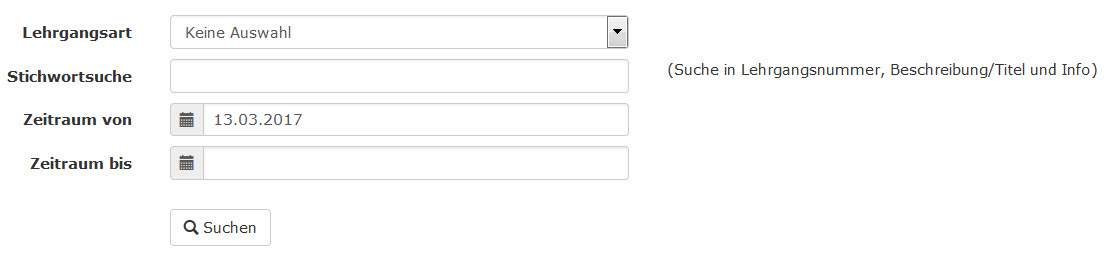 Lehrgangsart Keine Auswahl
Stichwortsuche (Suche in Lehrgangsnummer, Beschreibung/Titel und Info)
Zeitraum von 13.03.2017
Zeitraum bis
Suchen